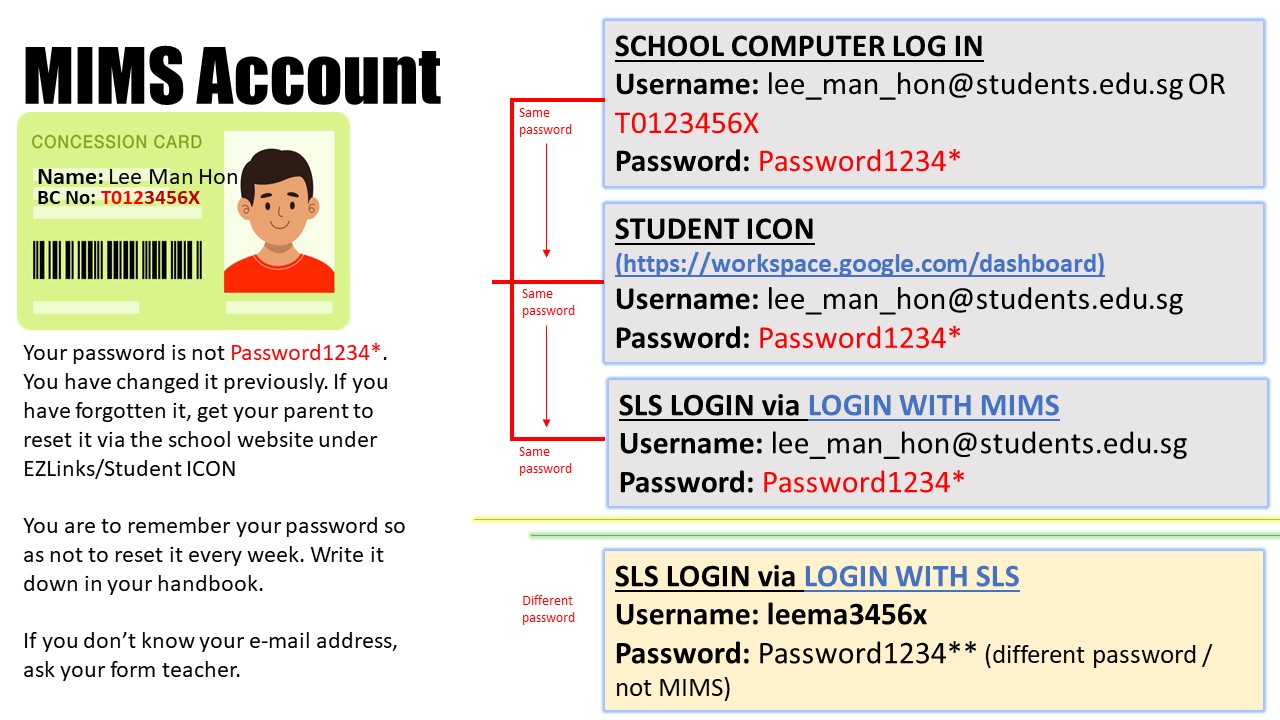 MIMS Account
CONCESSION CARD
Name: Lee Man Hon
BC No: T0123456X
Your password is not Password1234*.
You have changed it previously. If you
have forgotten it, get your parent to
reset it via the school website under
EZLinks/Student ICON
You are to remember your password so
as not to reset it every week. Write it
down in your handbook.
If you don’t know your e-mail address,
ask your form teacher.
Same
password
Same
password
Same
password
Different
password
SCHOOL COMPUTER LOG IN
Username: lee_man_hon@students.edu.sg OR
T0123456X
Password: Password1234*
STUDENT ICON
(https://workspace.google.com/dashboard)
Username: lee_man_hon@students.edu.sg
Password: Password1234*
SLS LOGIN via LOGIN WITH MIMS
Username: lee_man_hon@students.edu.sg
Password: Password1234*
SLS LOGIN via LOGIN WITH SLS
Username: leema3456x
Password: Password1234** (different password /
not MIMS)